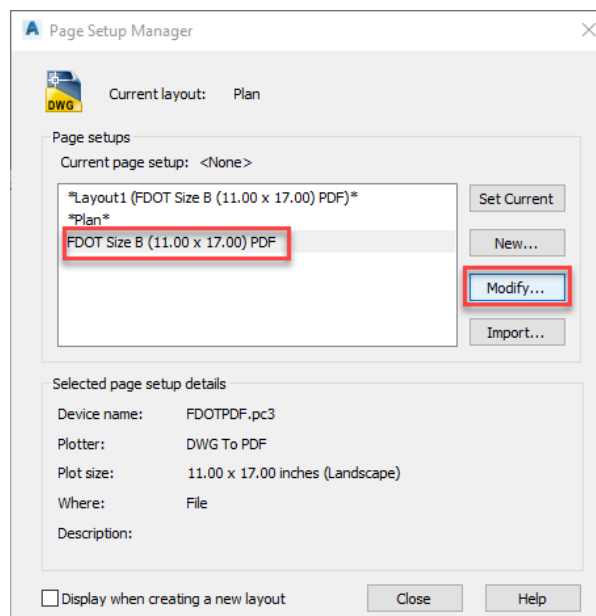 Page Setup Manager
DWG
Current layout: Plan
Page setups
Current page setup: <None>
*Layout1 (FDOT Size B (11.00 x 17.00) PDF)*
*Plan*
FDOT Size B (11.00 x 17.00) PDF
Set Current
New...
Modify...
Import...
Selected page setup details
Device name: FDOTPDF.pc3
Plotter: DWG To PDF
Plot size: 11.00 x 17.00 inches (Landscape)
Where: File
Description:
Display when creating a new layout
Close
Help